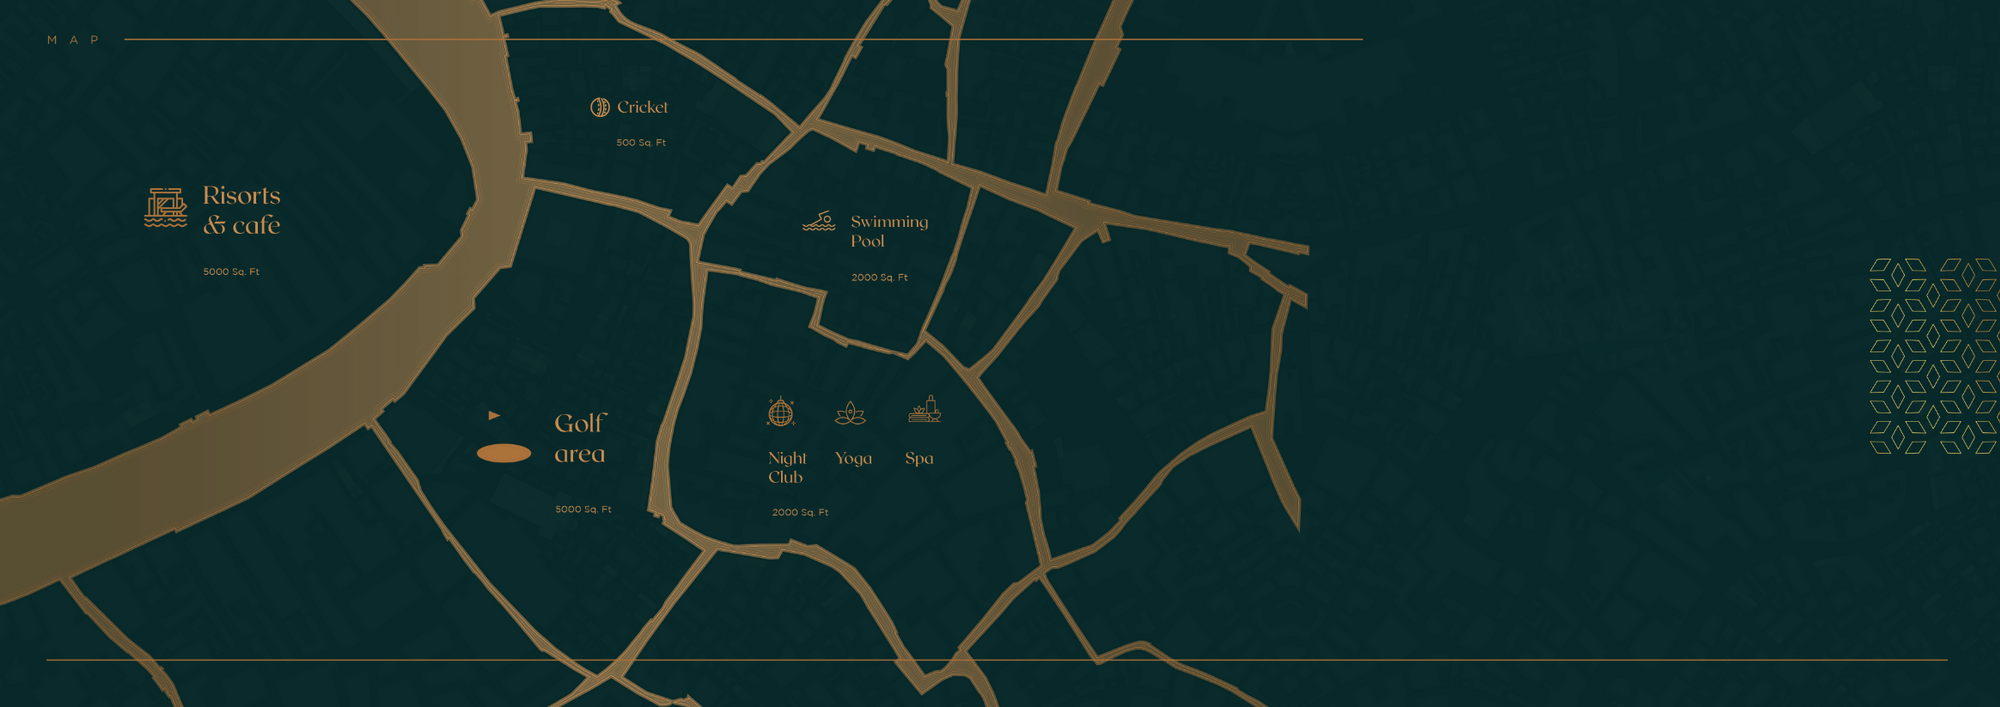 MAP
Cricket
500 Sq. Ft
Risorts
& cafe
5000 Sq. Ft
Swimming
Pool
2000 Sq. Ft
Golf
area
5000 Sq. Ft
Night
Club
Yoga
Spa
2000 Sq. Ft